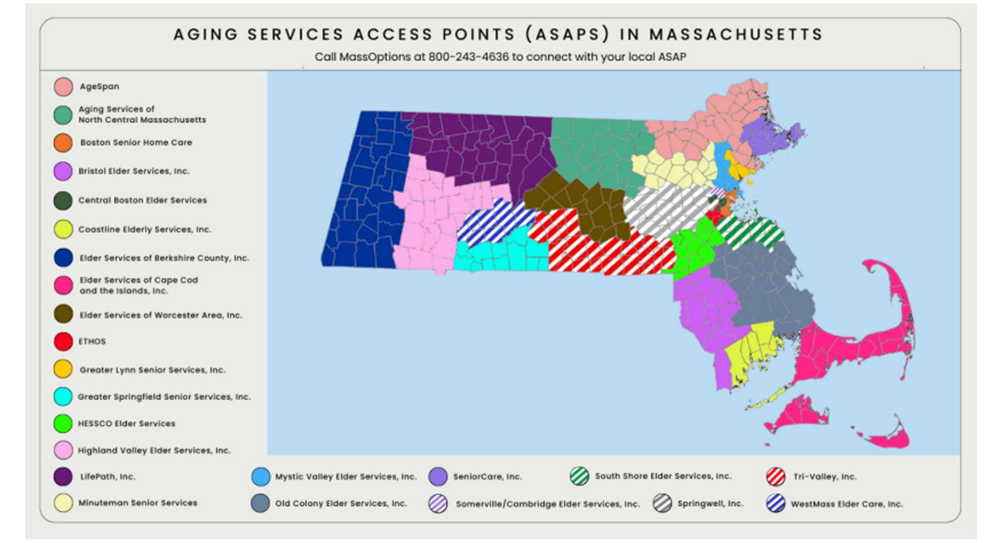 AGING SERVICES ACCESS POINTS (ASAPS) IN MASSACHUSETTS
Call MassOptions at 800-243-4636 to connect with your local ASAP
AgeSpan
Aging Services of
North Central Massachusetts
Boston Senior Home Care
Bristol Elder Services, Inc.
Central Boston Elder Services
Coastline Elderly Services, Inc.
Elder Services of Berkshire County, Inc.
Elder Services of Cape Cod
and the Islands, Inc.
Elder Services of Worcester Area, Inc.
ETHOS
Greater Lynn Senior Services, Inc.
Greater Springfield Senior Services, Inc.
HESSCO Elder Services
Highland Valley Elder Services, Inc.
LifePath, Inc.
Minuteman Senior Services
Mystic Valley Elder Services, Inc.
Old Colony Elder Services, Inc.
SeniorCare, Inc.
Somerville/Cambridge Elder Services, Inc.
South Shore Elder Services, Inc.
Springwell, Inc.
Tri-Valley, Inc.
WestMass Elder Care, Inc.